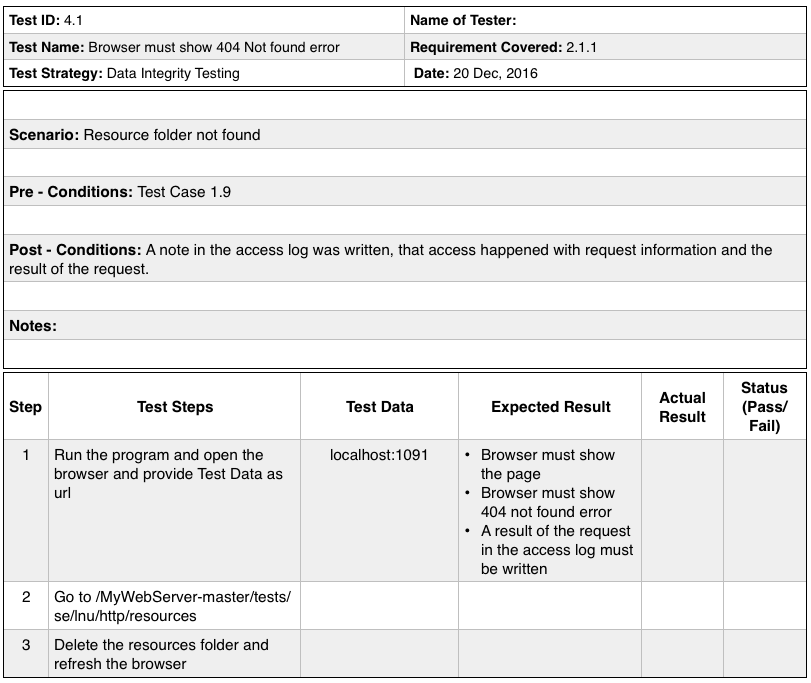 Test ID: 4.1
Name of Tester:
Test Name: Browser must show 404 Not found error
Requirement Covered: 2.1.1
Test Strategy: Data Integrity Testing
Date: 20 Dec, 2016
Scenario: Resource folder not found
Pre - Conditions: Test Case 1.9
Post - Conditions: A note in the access log was written, that access happened with request information and the
result of the request.
Notes:
Step
Test Steps
Test Data
Expected Result
Actual
Result
Status
(Pass/
Fail)
1
Run the program and open the
browser and provide Test Data as
url
localhost:1091
• Browser must show
the page
• Browser must show
404 not found error
• A result of the request
in the access log must
be written
2
Go to /MyWebServer-master/tests/
se/lnu/http/resources
3
Delete the resources folder and
refresh the browser